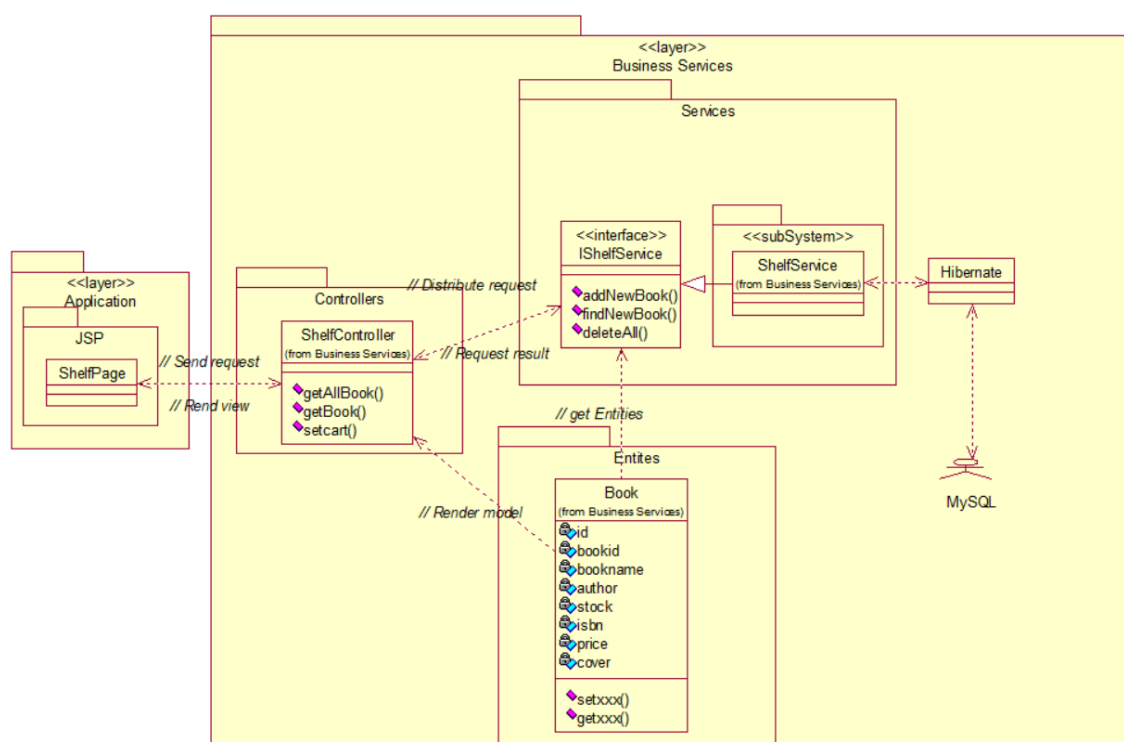 <<layer>>
Business Services
Services
<<interface>>
IShelfService
addNewBook()
findNewBook()
deleteAll()
<<subSystem>>
ShelfService
(from Business Services)
Hibernate
MySQL
<<layer>>
Application
JSP
ShelfPage
// Send request
// Rend view
Controllers
ShelfController
(from Business Services)
getAllBook()
getBook()
setcart()
// Distribute request
// Request result
// get Entities
// Render model
Entites
Book
(from Business Services)
id
bookid
bookname
author
stock
isbn
price
cover
setxxx()
getxxx()